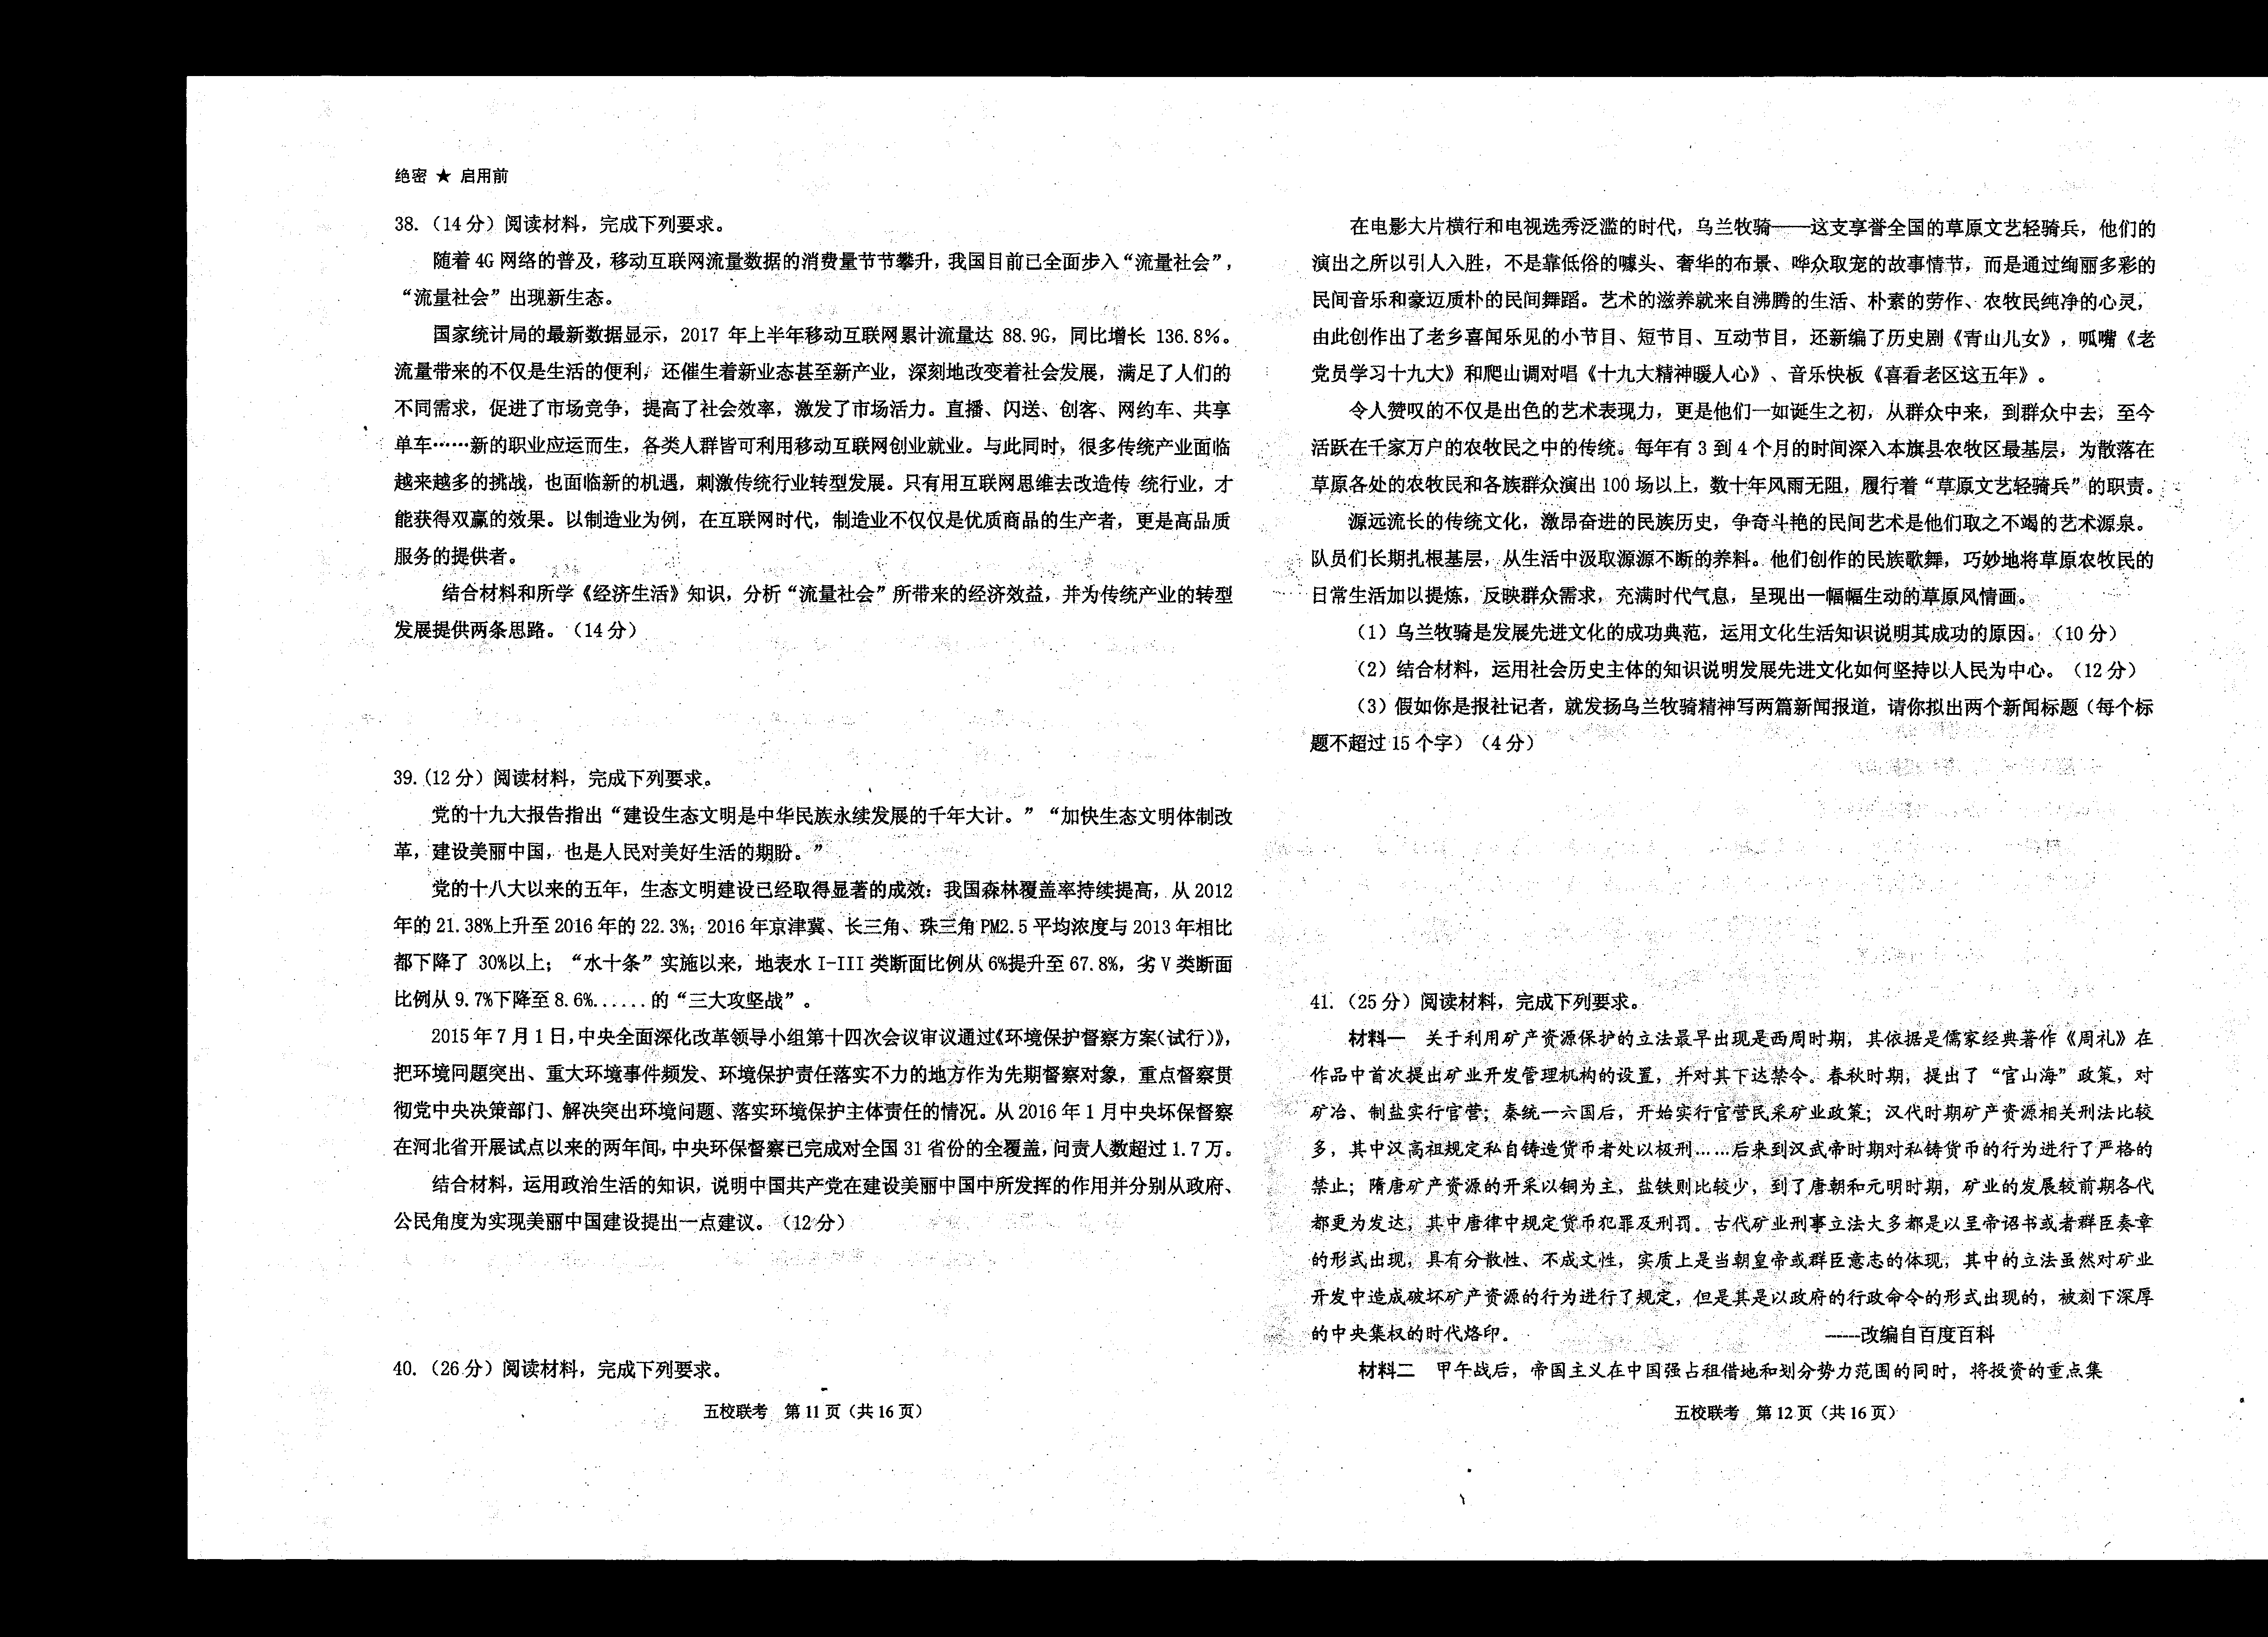 绝密 ★ 启用前
38.（14 分）阅读材料，完成下列要求。
随着 4G 网络的普及，移动互联网流量数据的消费量节节攀升，我国目前已全面步入“流量社会”，
“流量社会”出现新生态。
国家统计局的最新数据显示，2017 年上半年移动互联网累计流量达 88.9G，同比增长 136.8%。
流量带来的不仅是生活的便利，还催生着新业态甚至新产业，深刻地改变着社会发展，满足了人们的
不同需求，促进了市场竞争，提高了社会效率，激发了市场活力。直播、闪送、创客、网约车、共享
单车……新的职业应运而生，各类人群皆可利用移动互联网创业就业。与此同时，很多传统产业面临
越来越多的挑战，也面临新的机遇，刺激传统行业转型发展。只有用互联网思维去改造传 统行业，才
能获得双赢的效果。以制造业为例，在互联网时代，制造业不仅仅是优质商品的生产者，更是高品质
服务的提供者。
结合材料和所学《经济生活》知识，分析“流量社会”所带来的经济效益，并为传统产业的转型
发展提供两条思路。（14 分）
39.(12 分）阅读材料，完成下列要求。
党的十九大报告指出“建设生态文明是中华民族永续发展的千年大计。”“加快生态文明体制改
革，建设美丽中国，也是人民对美好生活的期盼。”
党的十八大以来的五年，生态文明建设已经取得显著的成效：我国森林覆盖率持续提高，从 2012
年的 21.38%上升至 2016 年的 22.3%；2016 年京津冀、长三角、珠三角 PM2.5 平均浓度与 2013 年相比
都下降了 30%以上；“水十条”实施以来，地表水 I-III 类断面比例从 6%提升至 67.8%，劣 V 类断面
比例从 9.7%下降至 8.6%......的“三大攻坚战”。
2015 年 7 月 1 日，中央全面深化改革领导小组第十四次会议审议通过《环境保护督察方案(试行)》，
把环境问题突出、重大环境事件频发、环境保护责任落实不力的地方作为先期督察对象，重点督察贯
彻党中央决策部门、解决突出环境问题、落实环境保护主体责任的情况。从 2016 年 1 月中央环保督察
在河北省开展试点以来的两年间，中央环保督察已完成对全国 31 省份的全覆盖，问责人数超过 1.7 万。
结合材料，运用政治生活的知识，说明中国共产党在建设美丽中国中所发挥的作用并分别从政府、
公民角度为实现美丽中国建设提出一点建议。（12 分）
40.（26 分）阅读材料，完成下列要求。
五校联考 第 11 页（共 16 页）
在电影大片横行和电视选秀泛滥的时代，乌兰牧骑——这支享誉全国的草原文艺轻骑兵，他们的
演出之所以引人入胜，不是靠低俗的噱头、奢华的布景、哗众取宠的故事情节，而是通过绚丽多彩的
民间音乐和豪迈质朴的民间舞蹈。艺术的滋养就来自沸腾的生活、朴素的劳作、农牧民纯净的心灵，
由此创作出了老乡喜闻乐见的小节目、短节目、互动节目，还新编了历史剧《青山儿女》，呱嘴《老
党员学习十九大》和爬山调对唱《十九大精神暖人心》、音乐快板《喜看老区这五年》。
令人赞叹的不仅是出色的艺术表现力，更是他们一如诞生之初，从群众中来，到群众中去，至今
活跃在千家万户的农牧民之中的传统。每年有 3 到 4 个月的时间深入本旗县农牧区最基层，为散落在
草原各处的农牧民和各族群众演出 100 场以上，数十年风雨无阻，履行着“草原文艺轻骑兵”的职责。
源远流长的传统文化，激昂奋进的民族历史，争奇斗艳的民间艺术是他们取之不竭的艺术源泉。
队员们长期扎根基层，从生活中汲取源源不断的养料。他们创作的民族歌舞，巧妙地将草原农牧民的
日常生活加以提炼，反映群众需求，充满时代气息，呈现出一幅幅生动的草原风情画。
（1）乌兰牧骑是发展先进文化的成功典范，运用文化生活知识说明其成功的原因。（10 分）
（2）结合材料，运用社会历史主体的知识说明发展先进文化如何坚持以人民为中心。（12 分）
（3）假如你是报社记者，就发扬乌兰牧骑精神写两篇新闻报道，请你拟出两个新闻标题（每个标
题不超过 15 个字）（4 分）
41.（25 分）阅读材料，完成下列要求。
材料一 关于利用矿产资源保护的立法最早出现是西周时期，其依据是儒家经典著作《周礼》在
作品中首次提出矿业开发管理机构的设置，并对其下达禁令。春秋时期，提出了“官山海”政策，对
矿冶、制盐实行官营；秦统一六国后，开始实行官营民采矿业政策；汉代时期矿产资源相关刑法比较
多，其中汉高祖规定私自铸造货币者处以极刑……后来到汉武帝时期对私铸货币的行为进行了严格的
禁止；隋唐矿产资源的开采以铜为主，盐铁则比较少，到了唐朝和元明时期，矿业的发展较前期各代
都更为发达，其中唐律中规定货币犯罪及刑罚。古代矿业刑事立法大多都是以呈帝诏书或者群臣奏章
的形式出现，具有分散性、不成文性，实质上是当朝皇帝或群臣意志的体现，其中的立法虽然对矿业
开发中造成破坏矿产资源的行为进行了规定，但是其是以政府的行政命令的形式出现的，被刻下深厚
的中央集权的时代烙印。 ------改编自百度百科
材料二 甲午战后，帝国主义在中国强占租借地和划分势力范围的同时，将投资的重点集
五校联考 第 12 页（共 16 页）